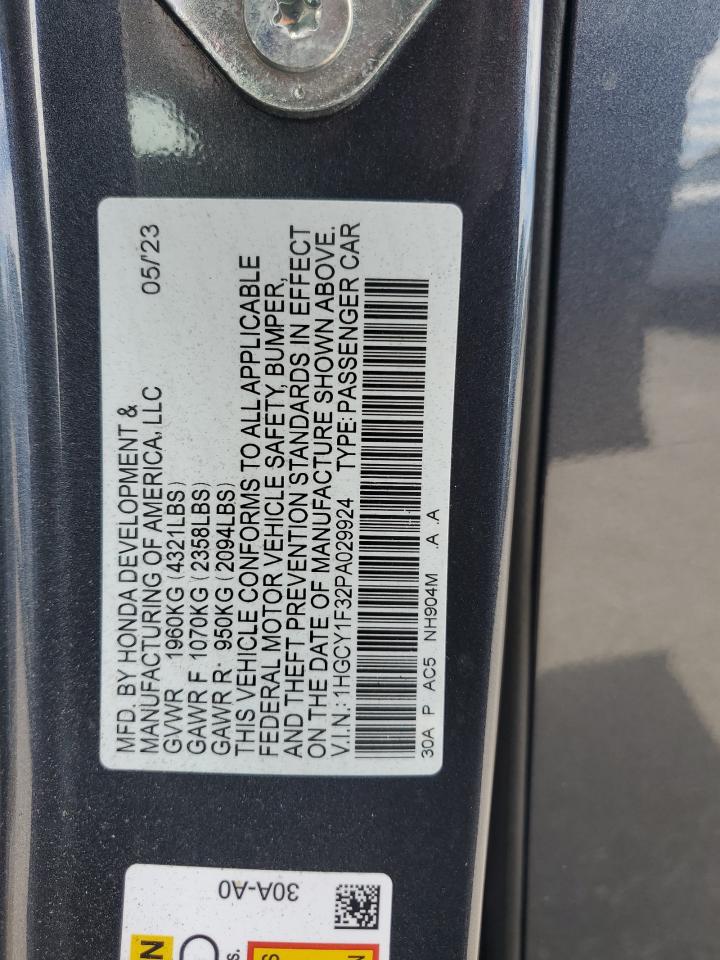 MFD. BY HONDA DEVELOPMENT &
MANUFACTURING OF AMERICA, LLC 05/'23
GVWR 1960KG (4321LBS)
GAWR F 1070KG (2358LBS)
GAWR R 950KG (2094LBS)
THIS VEHICLE CONFORMS TO ALL APPLICABLE
FEDERAL MOTOR VEHICLE SAFETY, BUMPER,
AND THEFT PREVENTION STANDARDS IN EFFECT
ON THE DATE OF MANUFACTURE SHOWN ABOVE.
V.I.N.: 1HGCY1F32PA029924 TYPE: PASSENGER CAR
30A P AC5 NH904M .A .A
30A-A0